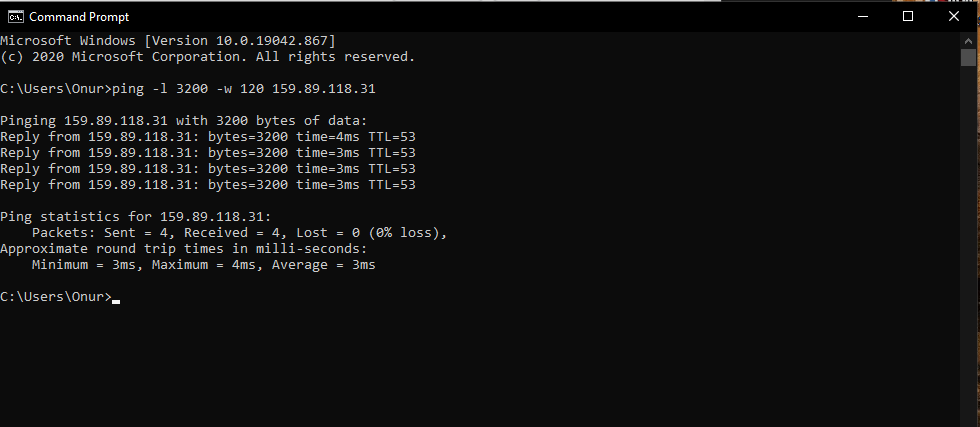 Command Prompt
Microsoft Windows [Version 10.0.19042.867]
(c) 2020 Microsoft Corporation. All rights reserved.
C:\Users\Onur>ping -l 3200 -w 120 159.89.118.31
Pinging 159.89.118.31 with 3200 bytes of data:
Reply from 159.89.118.31: bytes=3200 time=4ms TTL=53
Reply from 159.89.118.31: bytes=3200 time=3ms TTL=53
Reply from 159.89.118.31: bytes=3200 time=3ms TTL=53
Reply from 159.89.118.31: bytes=3200 time=3ms TTL=53
Ping statistics for 159.89.118.31:
    Packets: Sent = 4, Received = 4, Lost = 0 (0% loss),
Approximate round trip times in milli-seconds:
    Minimum = 3ms, Maximum = 4ms, Average = 3ms
C:\Users\Onur>